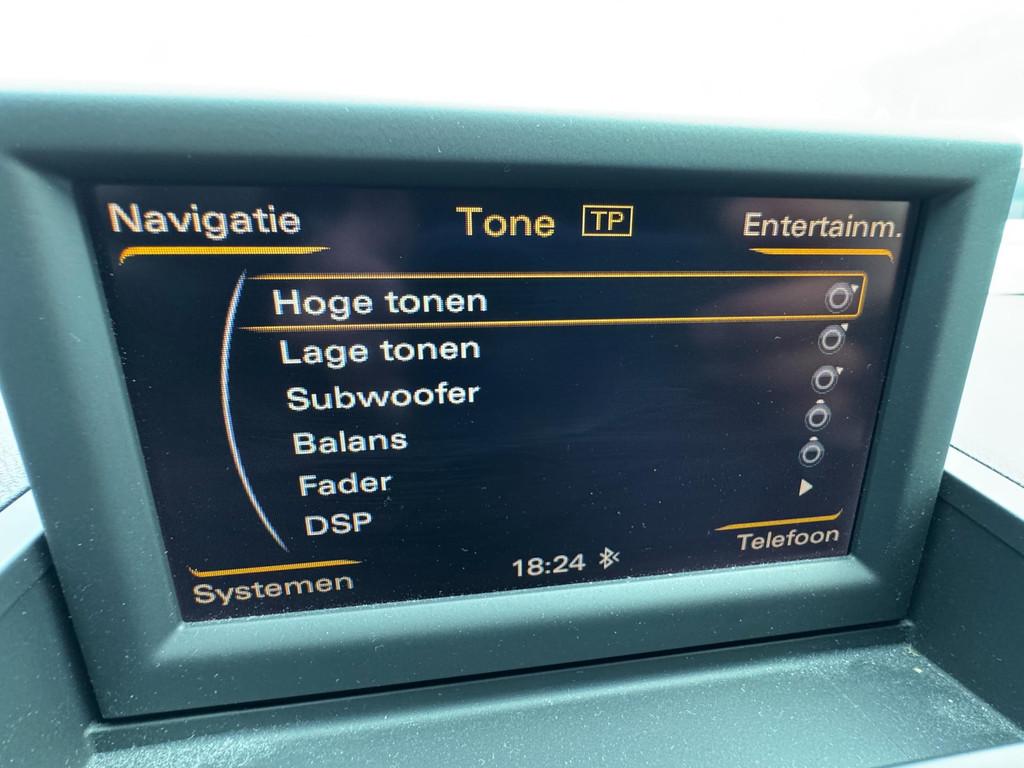 Navigatie Tone TP Entertainm.
Hoge tonen
Lage tonen
Subwoofer
Balans
Fader
DSP
Systemen 18:24 Telefoon